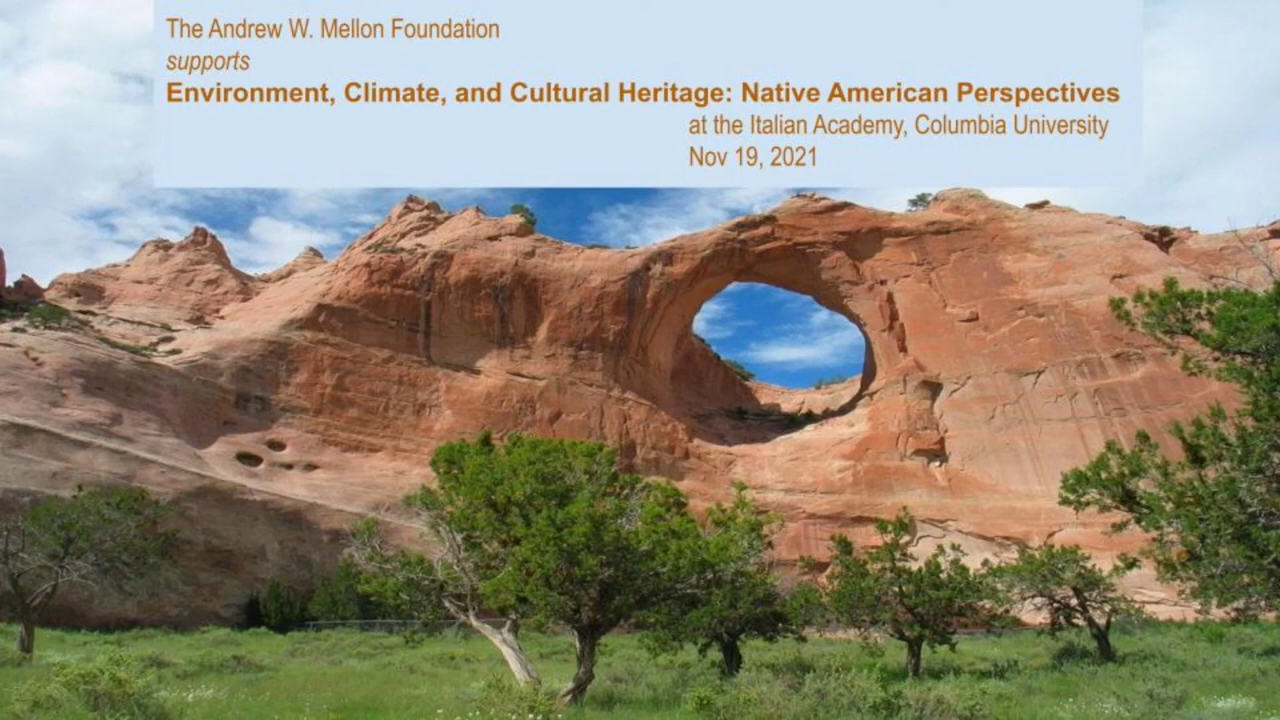 The Andrew W. Mellon Foundation
supports
Environment, Climate, and Cultural Heritage: Native American Perspectives
at the Italian Academy, Columbia University
Nov 19, 2021